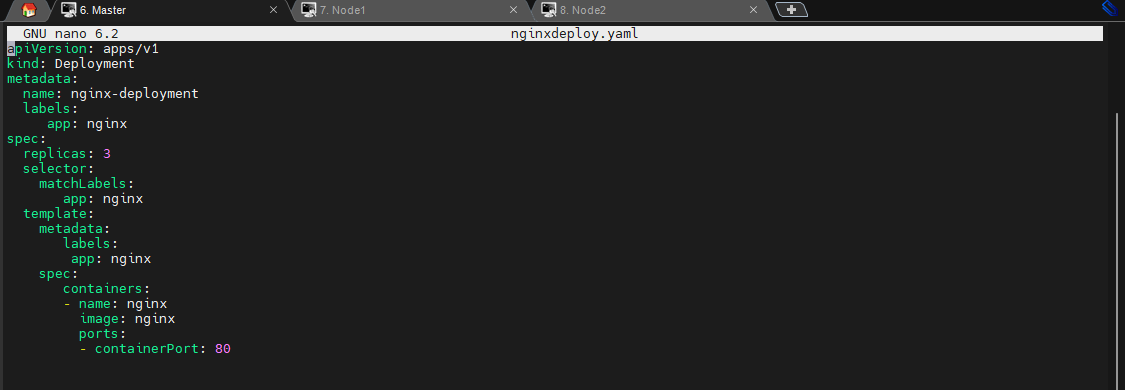 6. Master
7. Node1
8. Node2
GNU nano 6.2 nginxdeploy.yaml
apiVersion: apps/v1
kind: Deployment
metadata:
  name: nginx-deployment
  labels:
     app: nginx
spec:
  replicas: 3
  selector:
    matchLabels:
       app: nginx
  template:
    metadata:
       labels:
        app: nginx
    spec:
       containers:
       - name: nginx
         image: nginx
         ports:
         - containerPort: 80